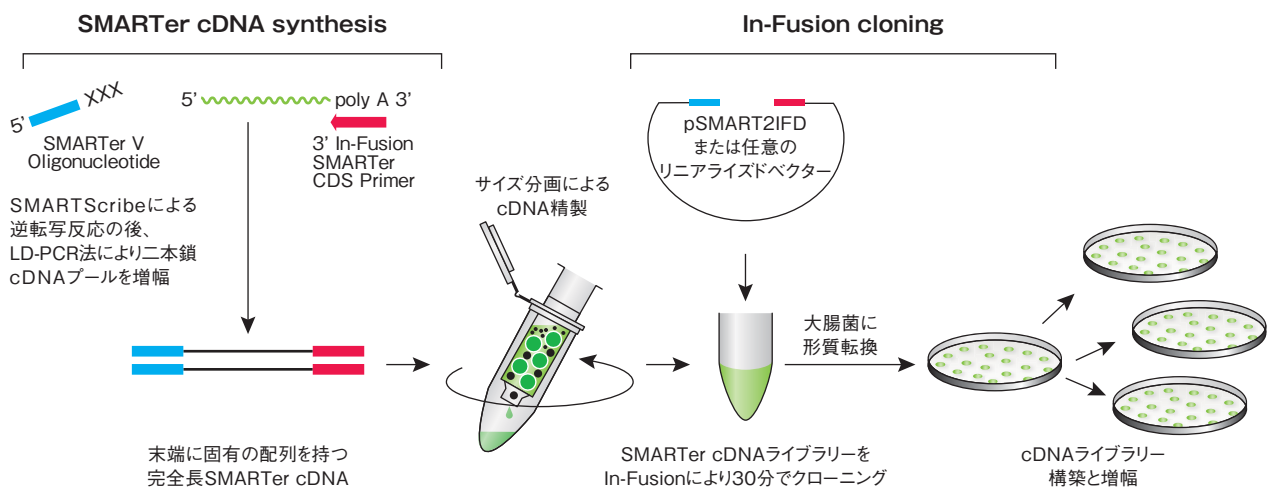 SMARTer cDNA synthesis
In-Fusion cloning
XXX
5'
SMARTer V
Oligonucleotide
5'
poly A 3'
3' In-Fusion
SMARTer
CDS Primer
SMARTScribeによる
逆転写反応の後、
LD-PCR法により二本鎖
cDNAプールを増幅
サイズ分画による
cDNA精製
pSMART2IFD
または任意の
リニアライズドベクター
大腸菌に
形質転換
末端に固有の配列を持つ
完全長SMARTer cDNA
SMARTer cDNAライブラリーを
In-Fusionにより30分でクローニング
cDNAライブラリー
構築と増幅